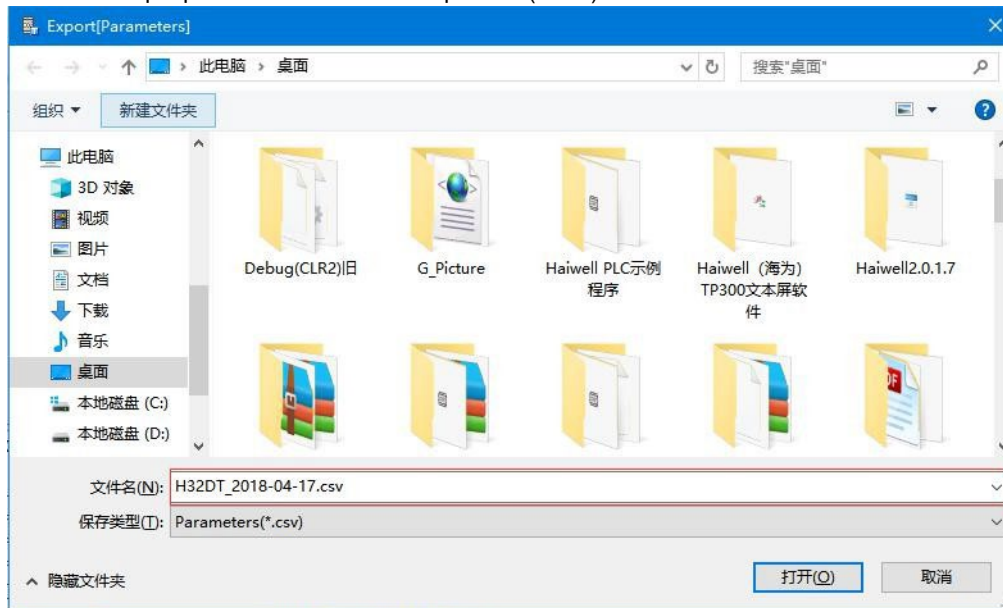 Export[Parameters]
此电脑 > 桌面
搜索"桌面"
组织
新建文件夹
此电脑
3D 对象
视频
图片
文档
下载
音乐
桌面
本地磁盘 (C:)
本地磁盘 (D:)
Debug(CLR2)旧
G_Picture
Haiwell PLC示例
程序
Haiwell (海为)
TP300文本屏软
件
Haiwell2.0.1.7
文件名(N): H32DT_2018-04-17.csv
保存类型(T): Parameters(*.csv)
隐藏文件夹
打开(O)
取消